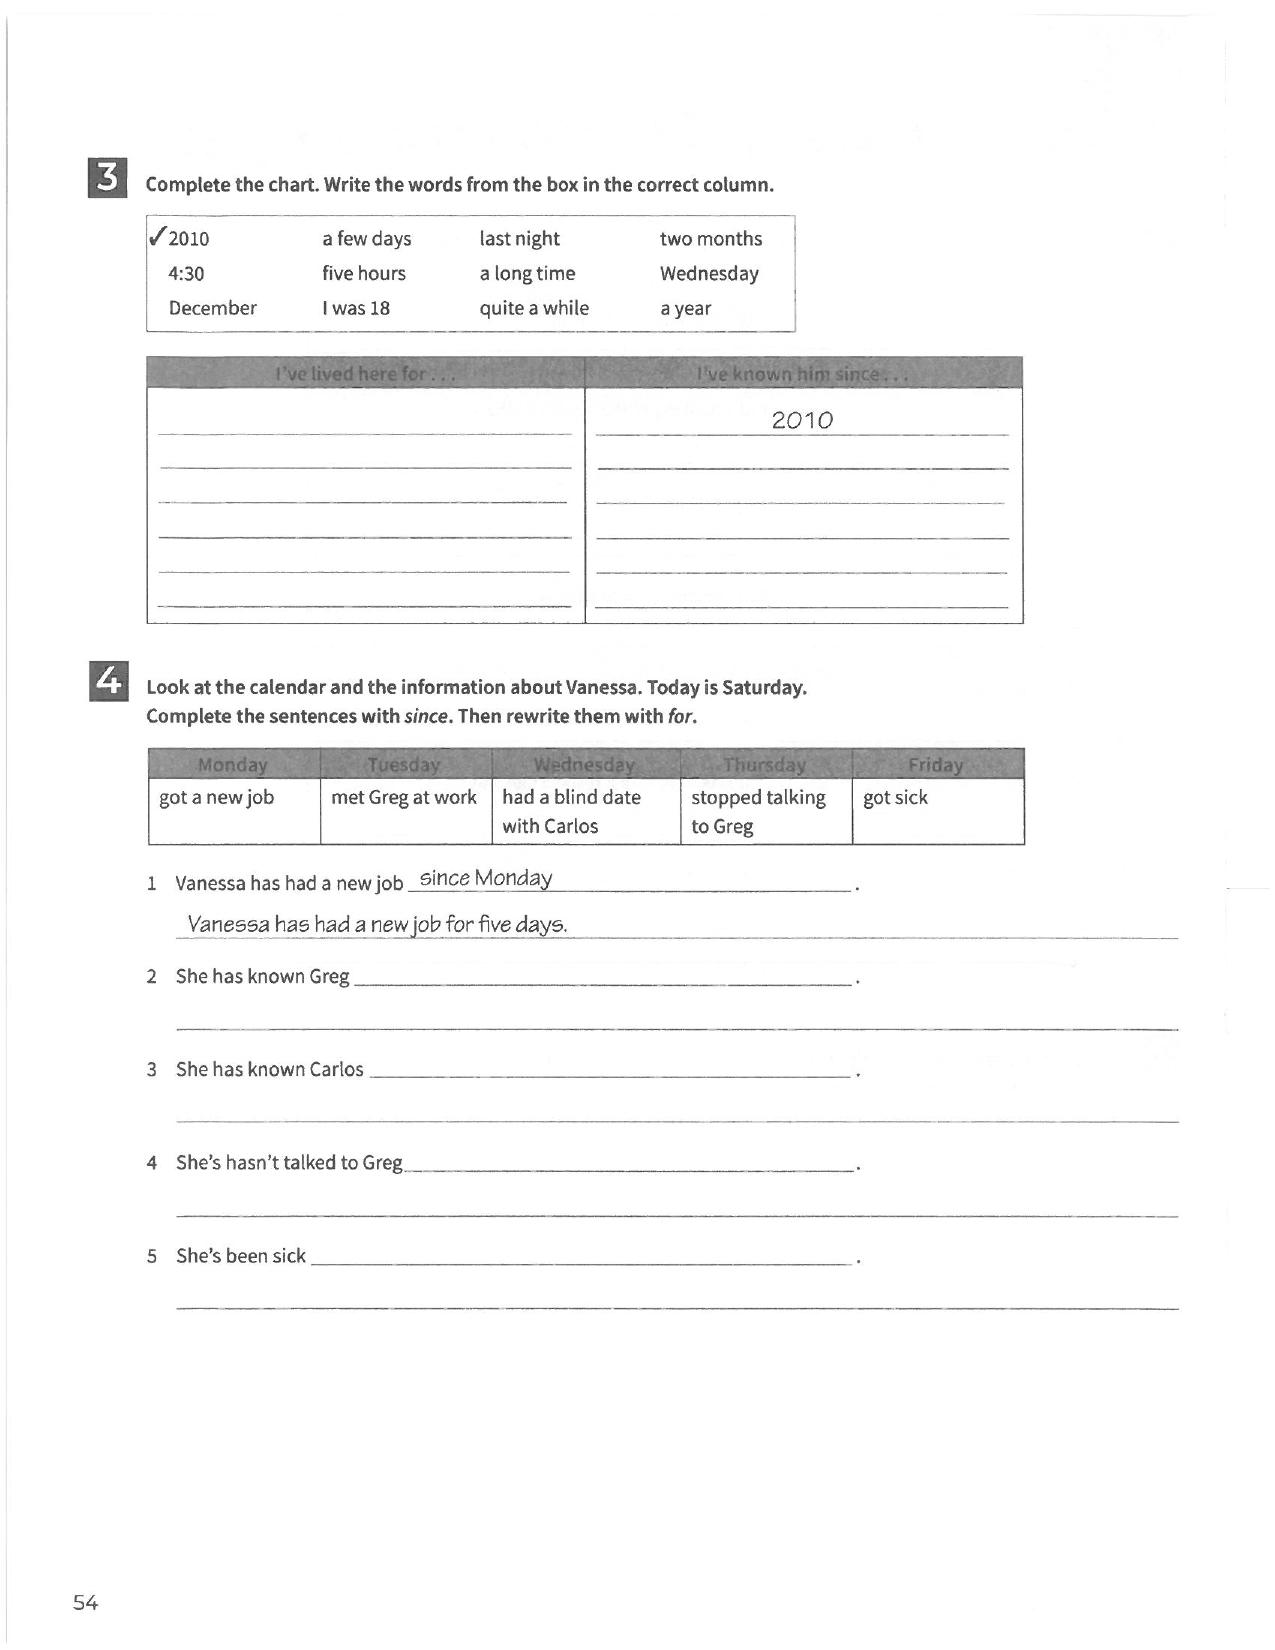 3 Complete the chart. Write the words from the box in the correct column.
✓2010 a few days last night two months
4:30 five hours a long time Wednesday
December I was 18 quite a while a year
I've lived here for . . . I've known him since . . .
2010
4 Look at the calendar and the information about Vanessa. Today is Saturday.
Complete the sentences with since. Then rewrite them with for.
Monday Tuesday Wednesday Thursday Friday
got a new job met Greg at work had a blind date stopped talking got sick
with Carlos to Greg
1 Vanessa has had a new job since Monday .
Vanessa has had a new job for five days.
2 She has known Greg .
3 She has known Carlos .
4 She's hasn't talked to Greg .
5 She's been sick .
54